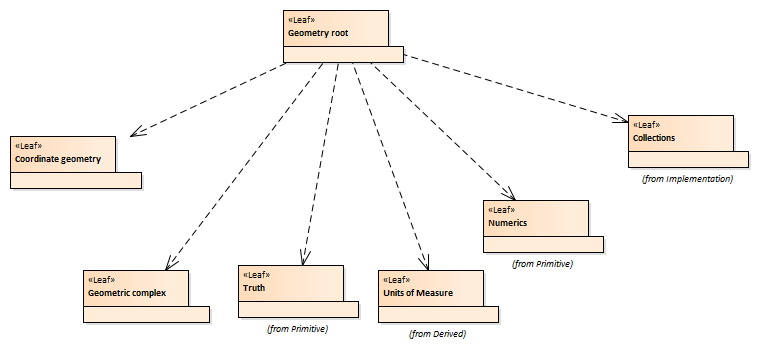 «Leaf»
Geometry root
«Leaf»
Collections
(from Implementation)
«Leaf»
Coordinate geometry
«Leaf»
Numerics
(from Primitive)
«Leaf»
Geometric complex
«Leaf»
Truth
(from Primitive)
«Leaf»
Units of Measure
(from Derived)